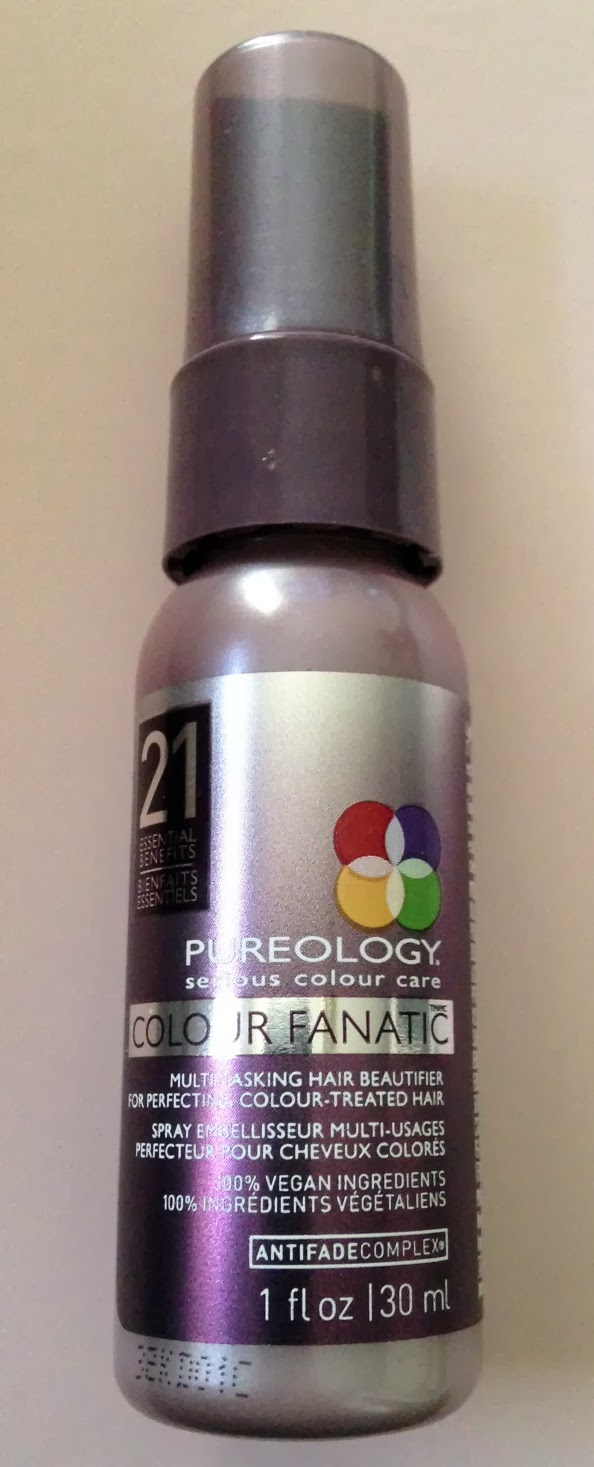 21
ESSENTIAL
BENEFITS
BIENFAITS
ESSENTIELS
PUREOLOGY
serious colour care
COLOUR FANATIC
MULTI-TASKING HAIR BEAUTIFIER
FOR PERFECTING COLOUR-TREATED HAIR
SPRAY EMBELLISSEUR MULTI-USAGES
PERFECTEUR POUR CHEVEUX COLORÉS
100% VEGAN INGREDIENTS
100% INGRÉDIENTS VÉGÉTALIENS
ANTIFADECOMPLEX®
1 fl oz | 30 ml